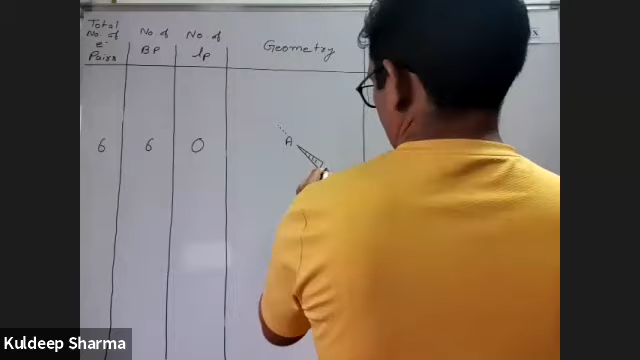 Total
No. of
e-
Pairs
No of
BP
No of
lp
Geometry
x
6
6
0
A
Kuldeep Sharma